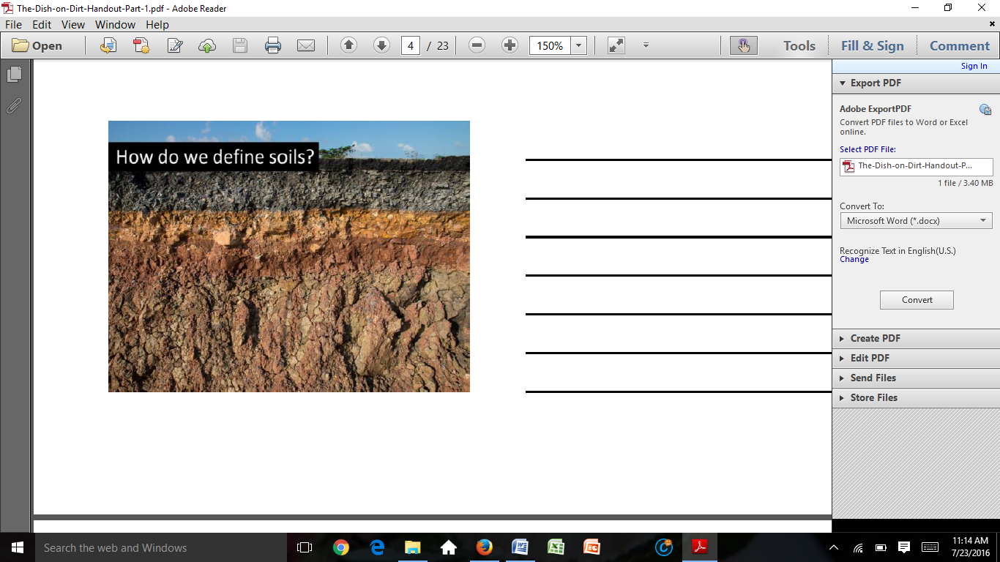 The-Dish-on-Dirt-Handout-Part-1.pdf - Adobe Reader
File Edit View Window Help
Open 4 / 23 150% Tools Fill & Sign Comment
Sign In
Export PDF
Adobe ExportPDF
Convert PDF files to Word or Excel
online.
Select PDF File:
The-Dish-on-Dirt-Handout-P...
1 file / 3.40 MB
Convert To:
Microsoft Word (*.docx)
Recognize Text in English(U.S.)
Change
Convert
Create PDF
Edit PDF
Send Files
Store Files
How do we define soils?
Search the web and Windows
11:14 AM
7/23/2016